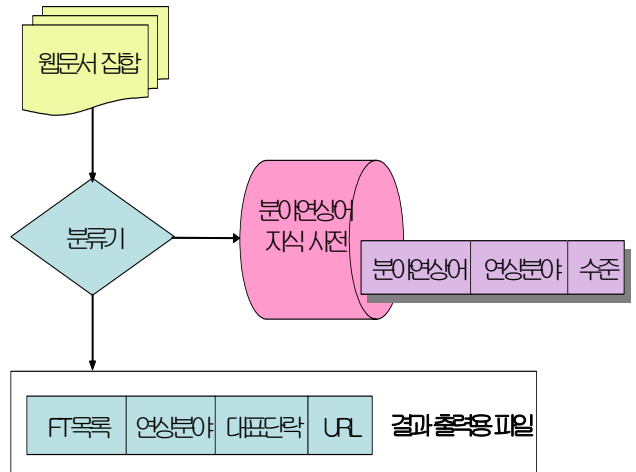 웹문서 집합
분류기
분야연상어
지식 사전
분야연상어 연상분야 수준
FT목록 연상분야 대표단락 URL 결과 출력용 파일